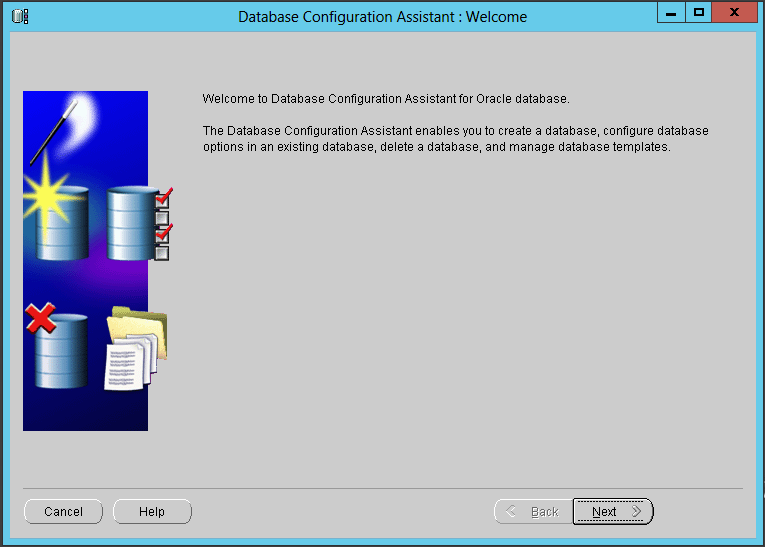 Database Configuration Assistant : Welcome
Welcome to Database Configuration Assistant for Oracle database.
The Database Configuration Assistant enables you to create a database, configure database
options in an existing database, delete a database, and manage database templates.
Cancel
Help
Back
Next